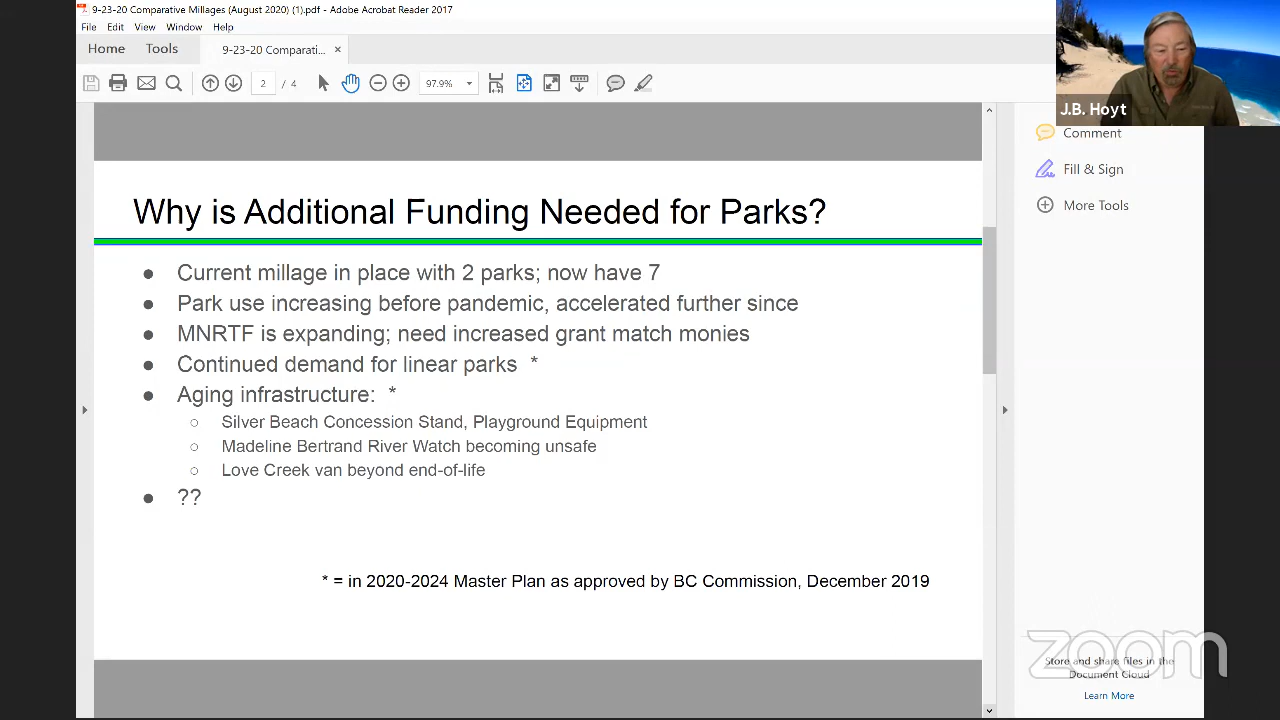 9-23-20 Comparative Millages (August 2020) (1).pdf - Adobe Acrobat Reader 2017
File Edit View Window Help
Home Tools 9-23-20 Comparati... ×
2 / 4 97.9%
J.B. Hoyt
Comment
Fill & Sign
More Tools
Why is Additional Funding Needed for Parks?
● Current millage in place with 2 parks; now have 7
● Park use increasing before pandemic, accelerated further since
● MNRTF is expanding; need increased grant match monies
● Continued demand for linear parks *
● Aging infrastructure: *
○ Silver Beach Concession Stand, Playground Equipment
○ Madeline Bertrand River Watch becoming unsafe
○ Love Creek van beyond end-of-life
● ??
* = in 2020-2024 Master Plan as approved by BC Commission, December 2019
zoom
Store and share files in the
Document Cloud
Learn More